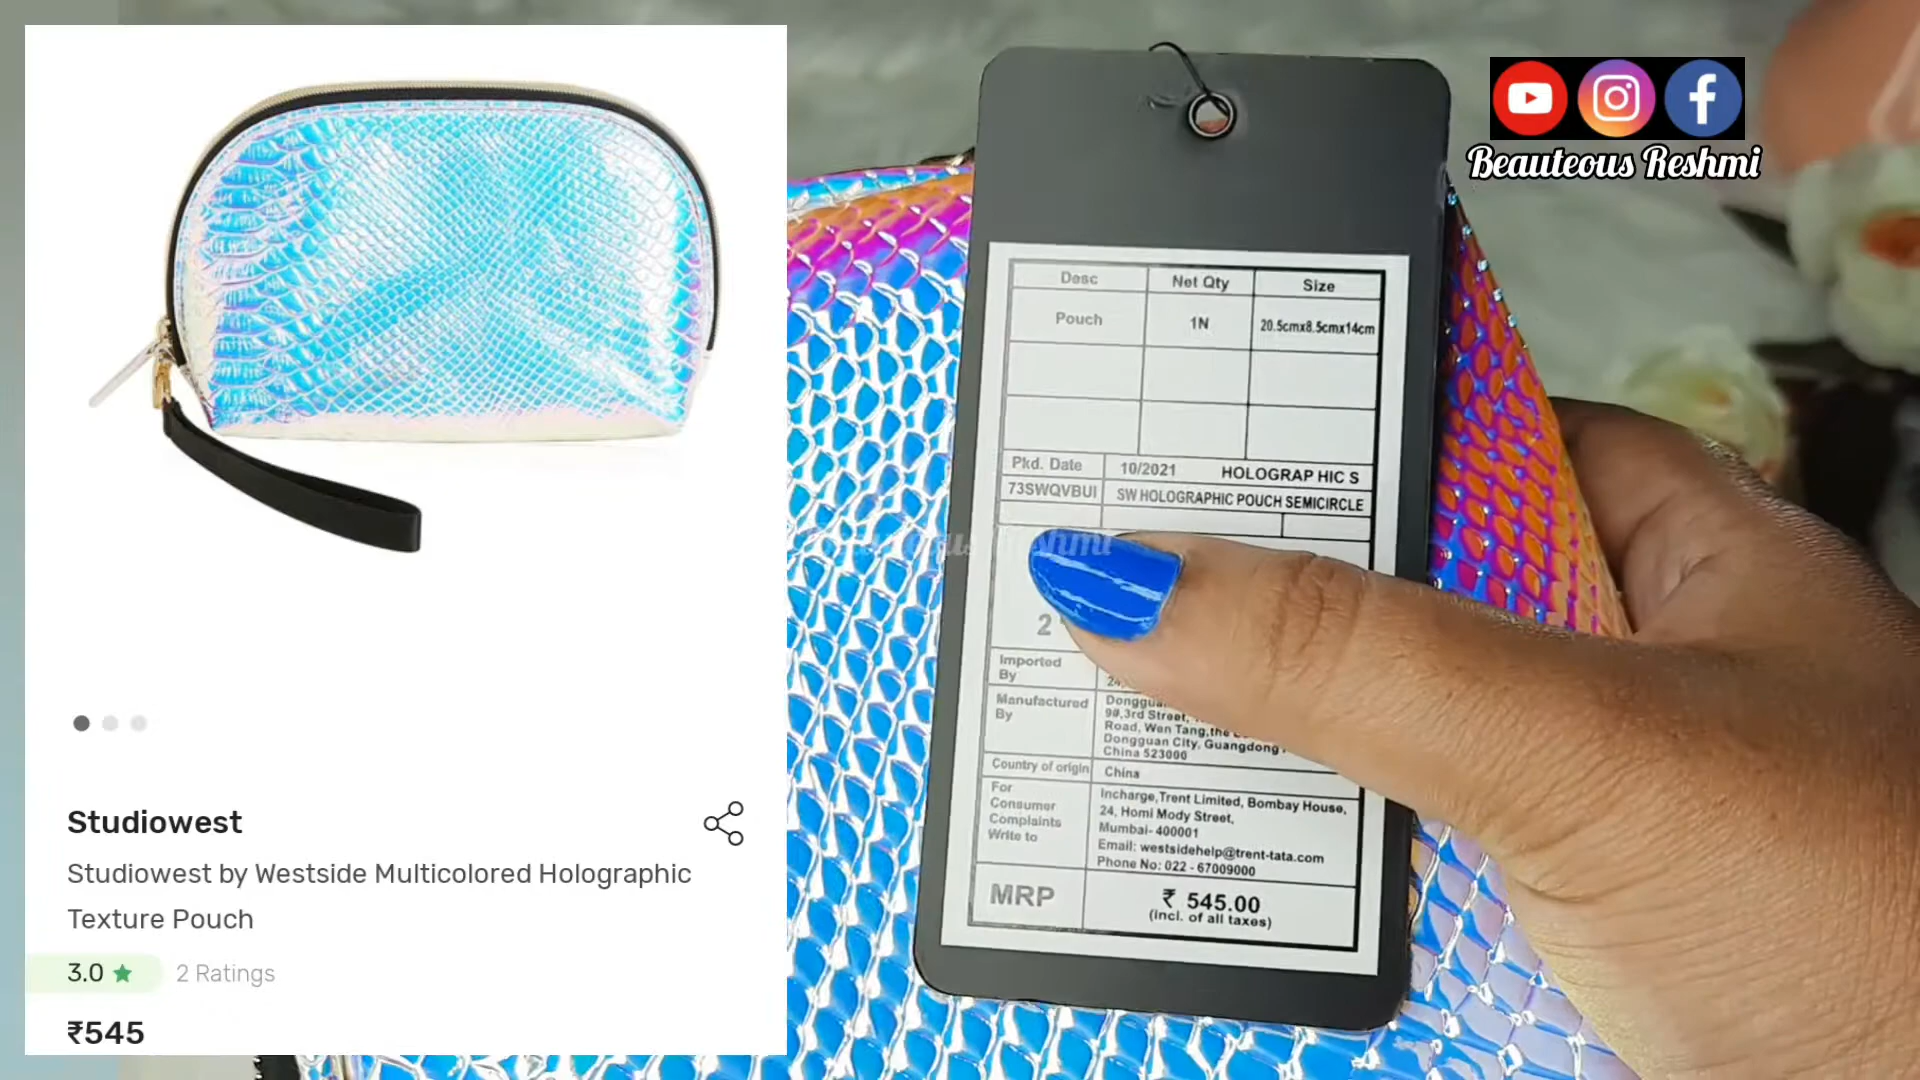 Beauteous Reshmi
Studiowest
Studiowest by Westside Multicolored Holographic
Texture Pouch
3.0 ★ 2 Ratings
₹545
Desc Net Qty Size
Pouch 1N 20.5cmx8.5cmx14cm
Pkd. Date 10/2021 HOLOGRAP HIC S
73SWQVBUI SW HOLOGRAPHIC POUCH SEMICIRCLE
2
Imported
By
24,
Manufactured
By
9#,3rd Street,
Road, Wen Tang,the
Dongguan City, Guangdong
China 523000
Country of origin China
For
Consumer
Complaints
Write to
Incharge,Trent Limited, Bombay House,
24, Homi Mody Street,
Mumbai- 400001
Email: westsidehelp@trent-tata.com
Phone No: 022 - 67009000
MRP ₹ 545.00
(incl. of all taxes)